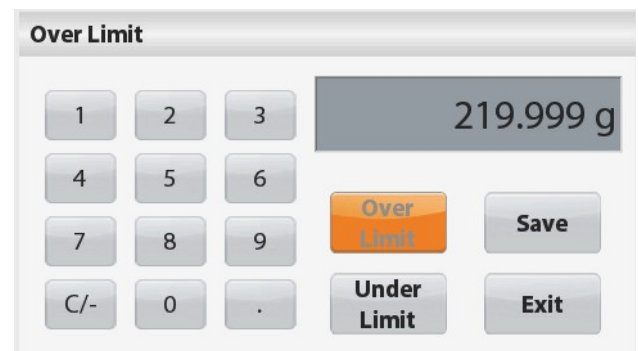 Over Limit
219.999 g
1 2 3
4 5 6
7 8 9
C/- 0 .
Over
Limit
Save
Under
Limit
Exit